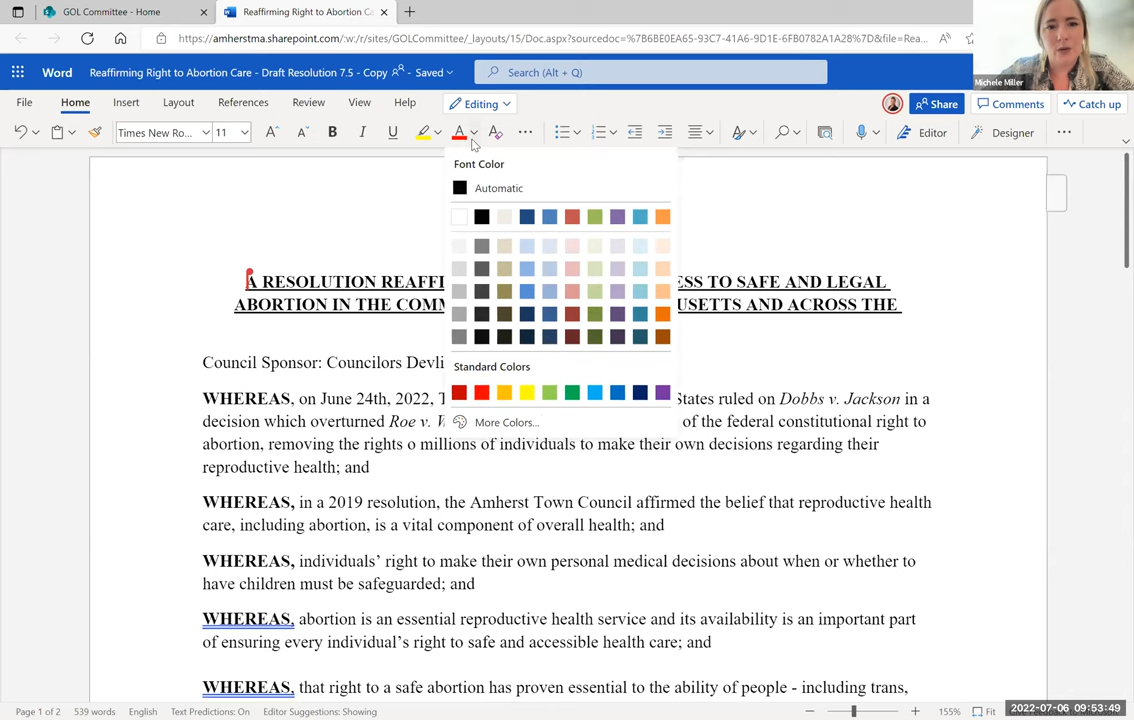 GOL Committee - Home
Reaffirming Right to Abortion Ca
https://amherstma.sharepoint.com/:w:/r/sites/GOLCommittee/_layouts/15/Doc.aspx?sourcedoc=%7B6BE0EA65-93C7-41A6-9D1E-6FB0782A1A28%7D&file=Rea...
Michele Miller
Word
Reaffirming Right to Abortion Care - Draft Resolution 7.5 - Copy - Saved
Search (Alt + Q)
File Home Insert Layout References Review View Help Editing Share Comments Catch up
Times New Ro... 11 B I U A Editor Designer
Font Color
Automatic
A RESOLUTION REAFF SS TO SAFE AND LEGAL
ABORTION IN THE COM USETTS AND ACROSS THE
Council Sponsor: Councilors Devli
Standard Colors
WHEREAS, on June 24th, 2022, T States ruled on Dobbs v. Jackson in a
decision which overturned Roe v. W of the federal constitutional right to
More Colors...
abortion, removing the rights o millions of individuals to make their own decisions regarding their
reproductive health; and
WHEREAS, in a 2019 resolution, the Amherst Town Council affirmed the belief that reproductive health
care, including abortion, is a vital component of overall health; and
WHEREAS, individuals' right to make their own personal medical decisions about when or whether to
have children must be safeguarded; and
WHEREAS, abortion is an essential reproductive health service and its availability is an important part
of ensuring every individual's right to safe and accessible health care; and
WHEREAS, that right to a safe abortion has proven essential to the ability of people - including trans,
Page 1 of 2 539 words English Text Predictions: On Editor Suggestions: Showing 155% Fit
2022-07-06 09:53:49